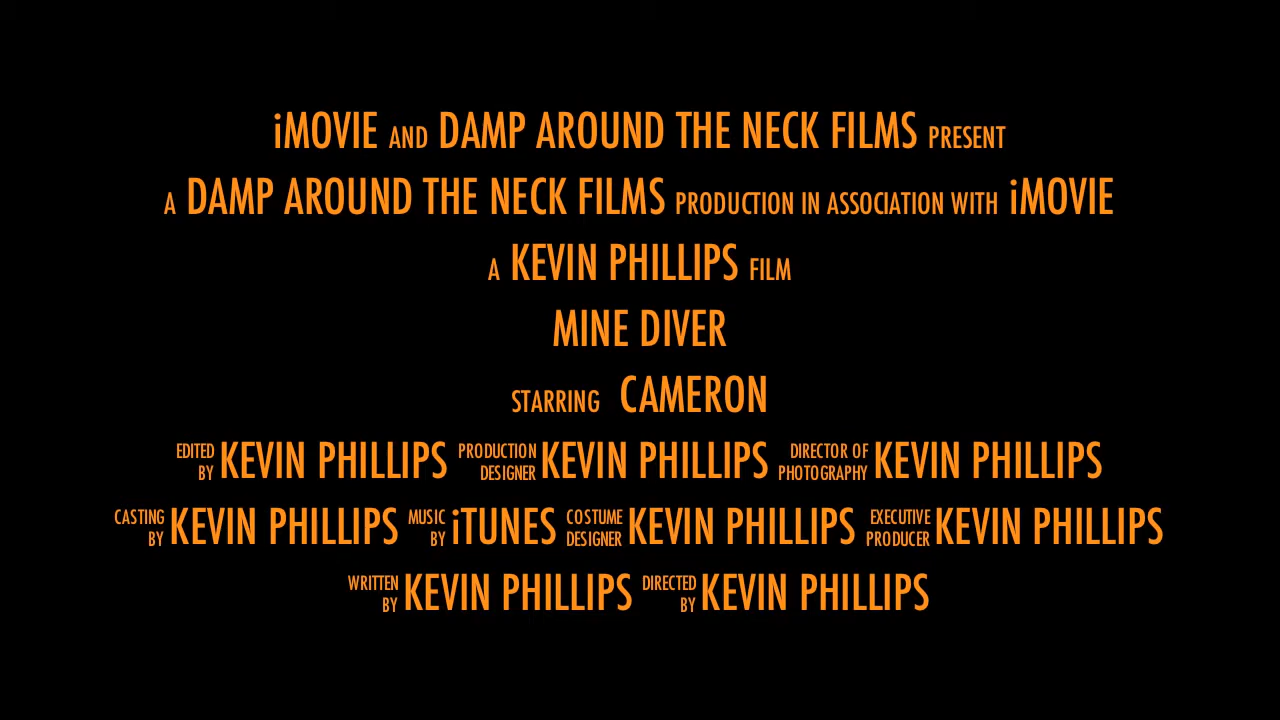 iMOVIE AND DAMP AROUND THE NECK FILMS PRESENT
A DAMP AROUND THE NECK FILMS PRODUCTION IN ASSOCIATION WITH iMOVIE
A KEVIN PHILLIPS FILM
MINE DIVER
STARRING CAMERON
EDITED BY KEVIN PHILLIPS PRODUCTION DESIGNER KEVIN PHILLIPS DIRECTOR OF PHOTOGRAPHY KEVIN PHILLIPS
CASTING BY KEVIN PHILLIPS MUSIC BY iTUNES COSTUME DESIGNER KEVIN PHILLIPS EXECUTIVE PRODUCER KEVIN PHILLIPS
WRITTEN BY KEVIN PHILLIPS DIRECTED BY KEVIN PHILLIPS